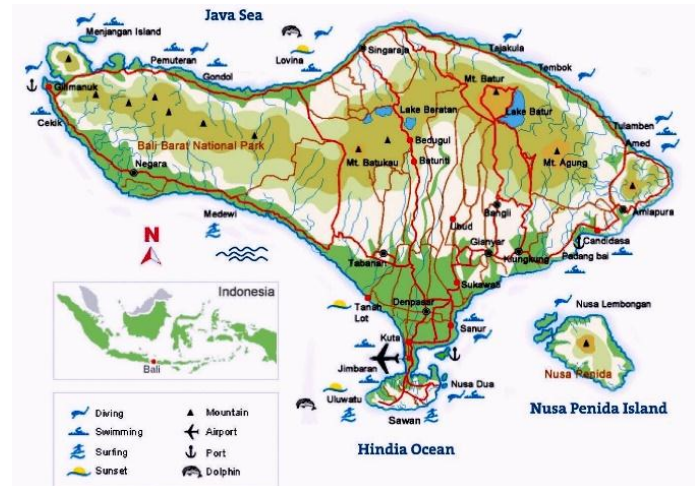 Java Sea
Menjangan Island
Pemuteran
Gondol
Lovina
Singaraja
Tejakula
Tembok
Gilimanuk
Cekik
Mt. Batur
Lake Beratan
Lake Batur
Tulamben
Amed
Bali Barat National Park
Bedugul
Mt. Batukau
Baturiti
Mt. Agung
Negara
Medewi
Bangli
Amlapura
Ubud
Candidasa
Gianyar
Klungkung
Padang bai
Tabanan
N
Sukawati
Indonesia
Bali
Tanah
Lot
Denpasar
Sanur
Nusa Lembongan
Kuta
Jimbaran
Nusa Penida
Nusa Dua
Uluwatu
Sawan
Nusa Penida Island
Hindia Ocean
Diving
Mountain
Swimming
Airport
Surfing
Port
Sunset
Dolphin